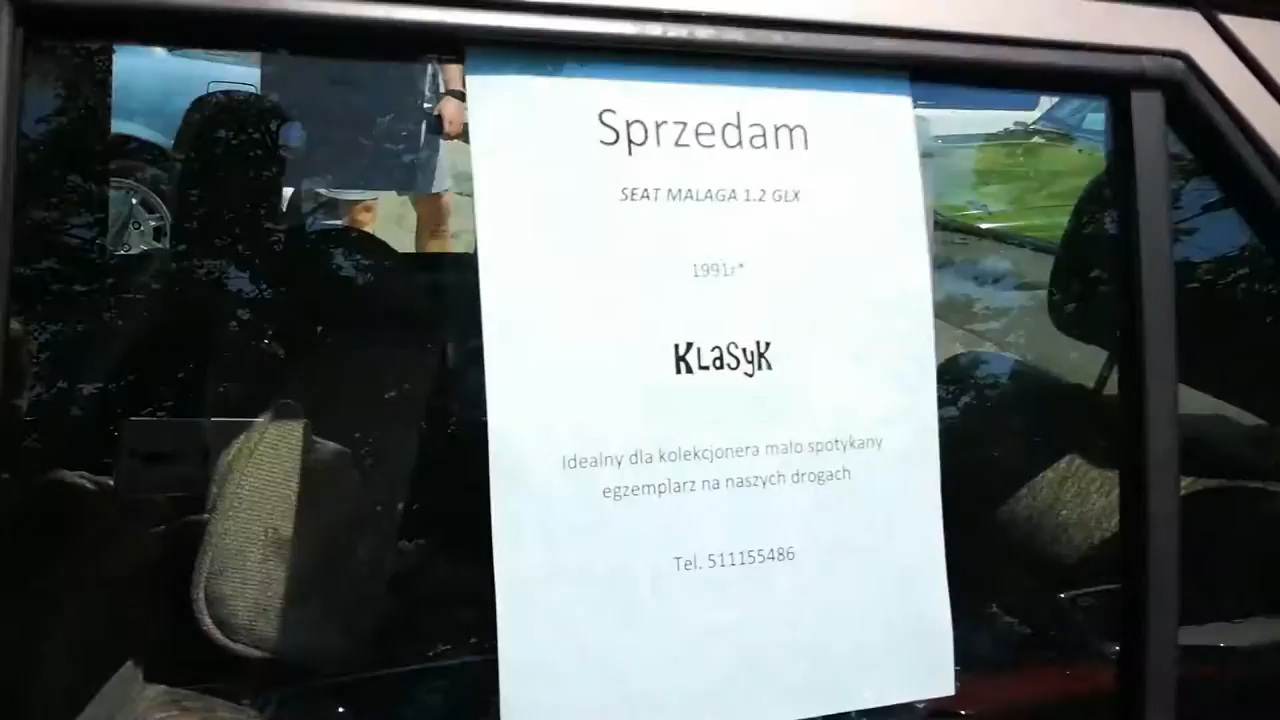 Sprzedam
SEAT MALAGA 1.2 GLX
1991r*
KLaSyK
Idealny dla kolekcjonera mało spotykany
egzemplarz na naszych drogach
Tel. 511155486